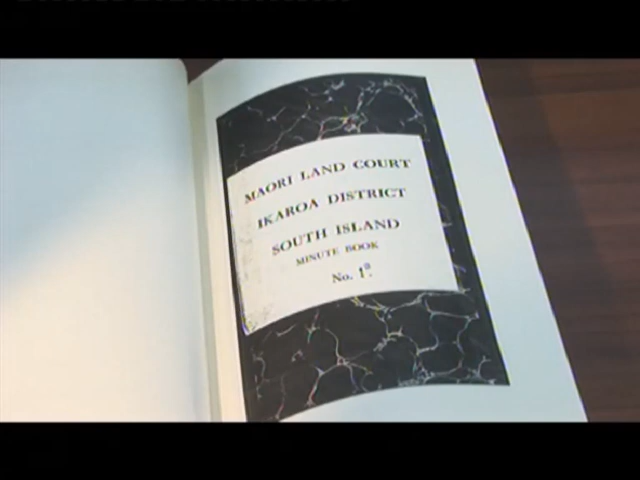 MAORI LAND COURT
IKAROA DISTRICT
SOUTH ISLAND
MINUTE BOOK
No. 1ᴮ.